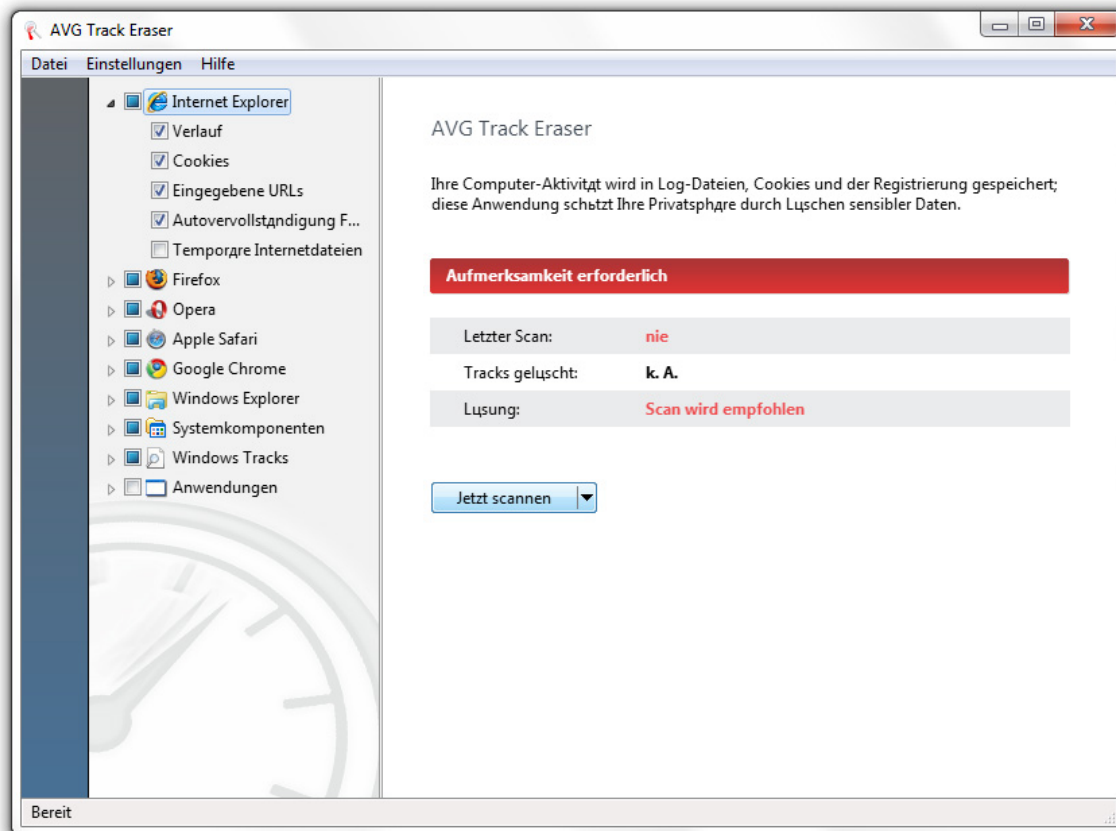 AVG Track Eraser
Datei Einstellungen Hilfe
Internet Explorer
Verlauf
Cookies
Eingegebene URLs
Autovervollstдndigung F...
Temporдre Internetdateien
Firefox
Opera
Apple Safari
Google Chrome
Windows Explorer
Systemkomponenten
Windows Tracks
Anwendungen
AVG Track Eraser
Ihre Computer-Aktivitдt wird in Log-Dateien, Cookies und der Registrierung gespeichert;
diese Anwendung schьtzt Ihre Privatsphдre durch Lцschen sensibler Daten.
Aufmerksamkeit erforderlich
Letzter Scan: nie
Tracks gelцscht: k. A.
Lцsung: Scan wird empfohlen
Jetzt scannen
Bereit